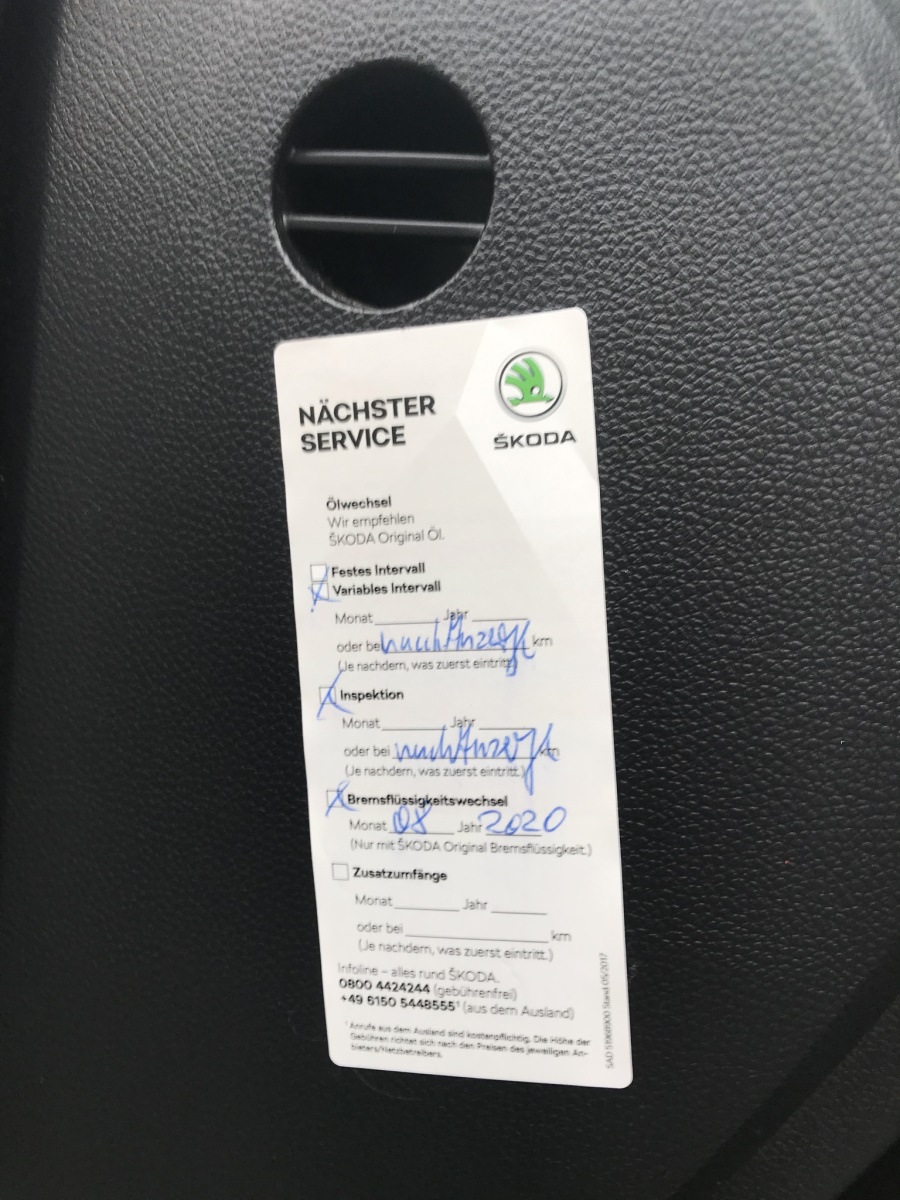 NÄCHSTER
SERVICE
ŠKODA
Ölwechsel
Wir empfehlen
ŠKODA Original Öl.
Festes Intervall
Variables Intervall
Monat Jahr
oder bei nach Anzeige km
(Je nachdem, was zuerst eintritt.)
Inspektion
Monat Jahr
oder bei nach Anzeige km
(Je nachdem, was zuerst eintritt.)
Bremsflüssigkeitswechsel
Monat 08 Jahr 2020
(Nur mit ŠKODA Original Bremsflüssigkeit.)
Zusatzumfänge
Monat Jahr
oder bei km
(Je nachdem, was zuerst eintritt.)
Infoline – alles rund ŠKODA.
0800 4424244 (gebührenfrei)
+49 6150 5448555¹ (aus dem Ausland)
¹ Anrufe aus dem Ausland sind kostenpflichtig. Die Höhe der
Gebühren richtet sich nach den Preisen des jeweiligen An-
bieters/Netzbetreibers.
Stand 05/2017